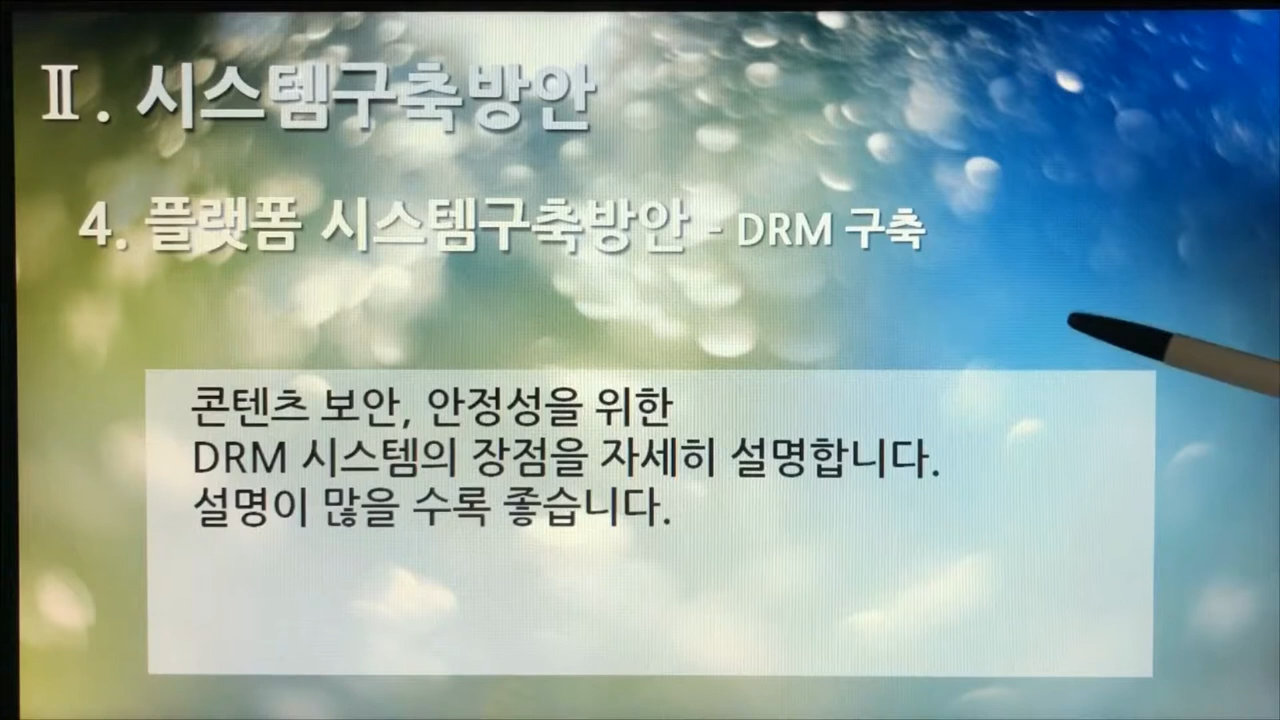 Ⅱ. 시스템구축방안
4. 플랫폼 시스템구축방안 - DRM 구축
콘텐츠 보안, 안정성을 위한
DRM 시스템의 장점을 자세히 설명합니다.
설명이 많을 수록 좋습니다.